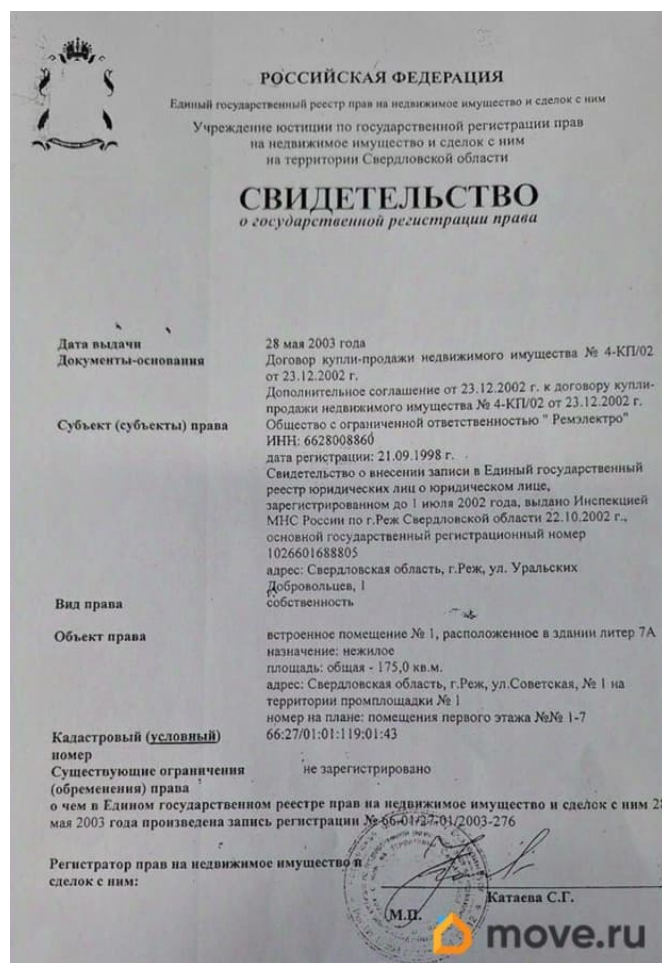 РОССИЙСКАЯ ФЕДЕРАЦИЯ
Единый государственный реестр прав на недвижимое имущество и сделок с ним
Учреждение юстиции по государственной регистрации прав
на недвижимое имущество и сделок с ним
на территории Свердловской области
СВИДЕТЕЛЬСТВО
о государственной регистрации права
Дата выдачи 28 мая 2003 года
Документы-основания Договор купли-продажи недвижимого имущества № 4-КП/02
от 23.12.2002 г.
Дополнительное соглашение от 23.12.2002 г. к договору купли-
продажи недвижимого имущества № 4-КП/02 от 23.12.2002 г.
Субъект (субъекты) права Общество с ограниченной ответственностью " Ремэлектро"
ИНН: 6628008860
дата регистрации: 21.09.1998 г.
Свидетельство о внесении записи в Единый государственный
реестр юридических лиц о юридическом лице,
зарегистрированном до 1 июля 2002 года, выдано Инспекцией
МНС России по г.Реж Свердловской области 22.10.2002 г.,
основной государственный регистрационный номер
1026601688805
адрес: Свердловская область, г.Реж, ул. Уральских
Добровольцев, 1
Вид права собственность
Объект права встроенное помещение № 1, расположенное в здании литер 7А
назначение: нежилое
площадь: общая - 175,0 кв.м.
адрес: Свердловская область, г.Реж, ул.Советская, № 1 на
территории промплощадки № 1
номер на плане: помещения первого этажа №№ 1-7
Кадастровый (условный) 66:27/01:01:119:01:43
номер
Существующие ограничения не зарегистрировано
(обременения) права
о чем в Едином государственном реестре прав на недвижимое имущество и сделок с ним 28
мая 2003 года произведена запись регистрации № 66-01/27-01/2003-276
Регистратор прав на недвижимое имущество и
сделок с ним:
Катаева С.Г.
М.П.
move.ru